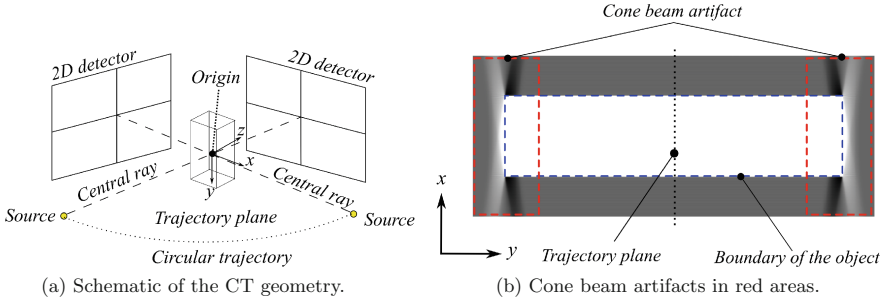 2D detector
2D detector
Origin
z
x
y
Central ray
Central ray
Source
Source
Trajectory plane
Circular trajectory
(a) Schematic of the CT geometry.
Cone beam artifact
x
y
Trajectory plane
Boundary of the object
(b) Cone beam artifacts in red areas.